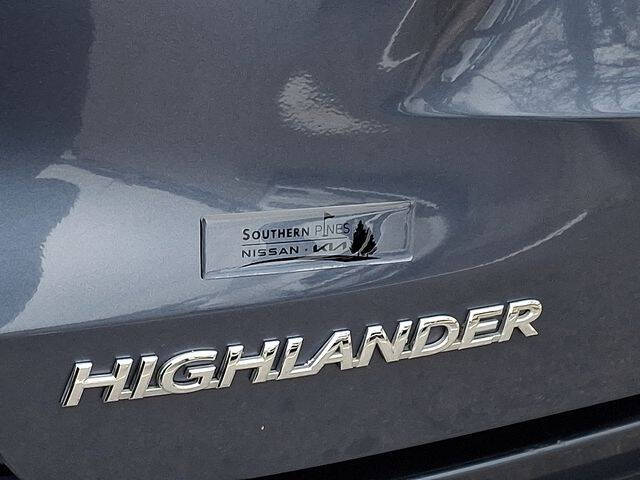 SOUTHERN PINES
NISSAN · KIA
HIGHLANDER